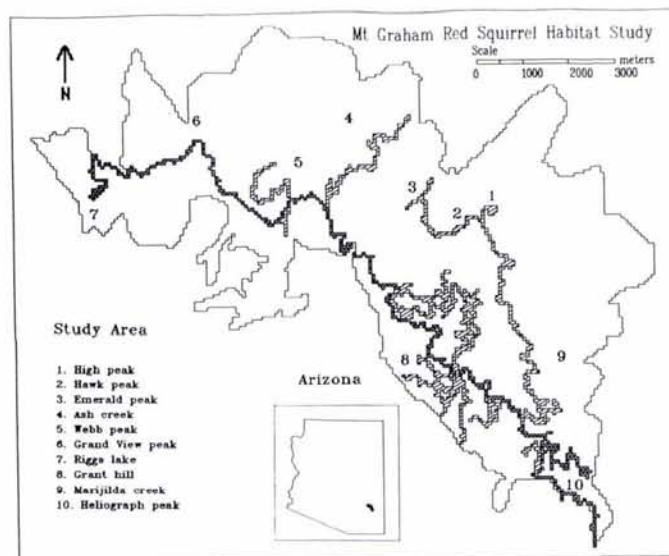 Mt Graham Red Squirrel Habitat Study
Scale
meters
0 1000 2000 3000
N
6
4
5
3
1
2
7
8
9
10
Study Area
1. High peak
2. Hawk peak
3. Emerald peak
4. Ash creek
5. Webb peak
6. Grand View peak
7. Riggs lake
8. Grant hill
9. Marijilda creek
10. Heliograph peak
Arizona